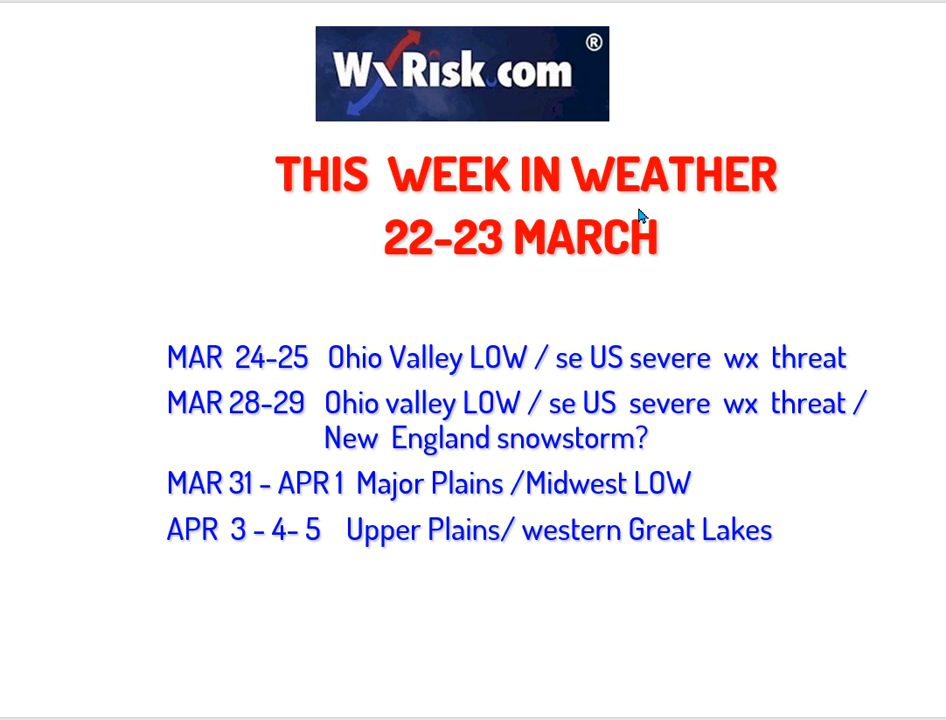 WxRisk.com ®
THIS WEEK IN WEATHER
22-23 MARCH
MAR 24-25 Ohio Valley LOW / se US severe wx threat
MAR 28-29 Ohio valley LOW / se US severe wx threat /
New England snowstorm?
MAR 31 - APR 1 Major Plains /Midwest LOW
APR 3 - 4- 5 Upper Plains/ western Great Lakes